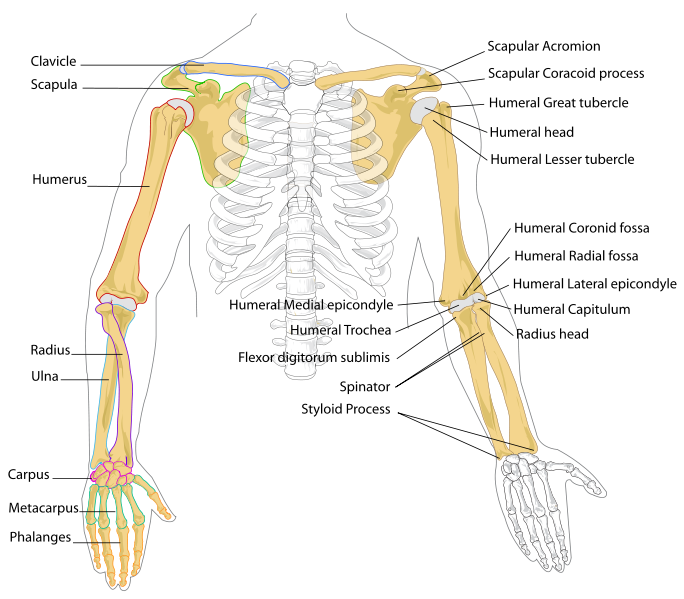 Clavicle
Scapula
Humerus
Radius
Ulna
Carpus
Metacarpus
Phalanges
Scapular Acromion
Scapular Coracoid process
Humeral Great tubercle
Humeral head
Humeral Lesser tubercle
Humeral Coronid fossa
Humeral Radial fossa
Humeral Lateral epicondyle
Humeral Capitulum
Radius head
Humeral Medial epicondyle
Humeral Trochea
Flexor digitorum sublimis
Spinator
Styloid Process